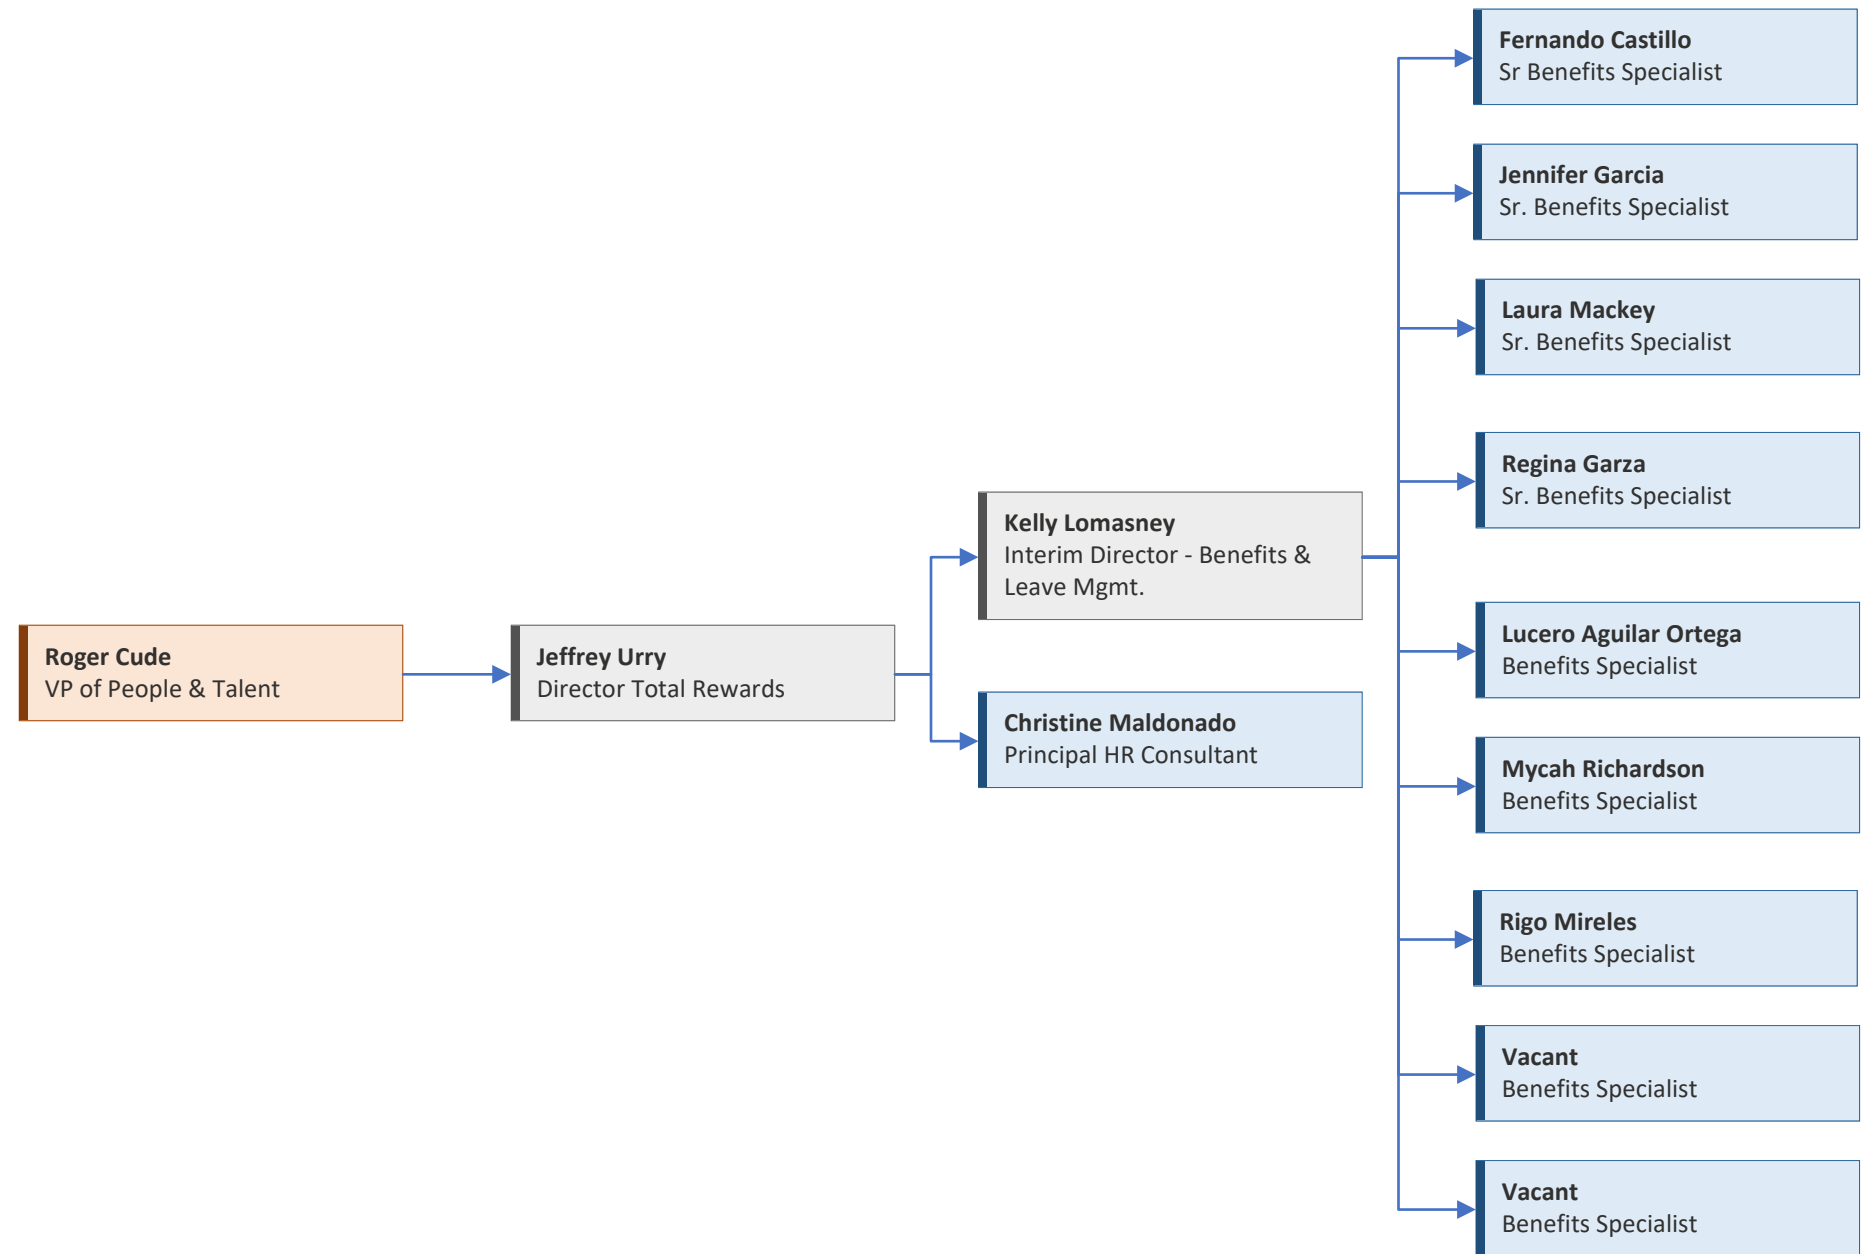 Roger Cude
VP of People & Talent
Jeffrey Urry
Director Total Rewards
Kelly Lomasney
Interim Director - Benefits &
Leave Mgmt.
Christine Maldonado
Principal HR Consultant
Fernando Castillo
Sr Benefits Specialist
Jennifer Garcia
Sr. Benefits Specialist
Laura Mackey
Sr. Benefits Specialist
Regina Garza
Sr. Benefits Specialist
Lucero Aguilar Ortega
Benefits Specialist
Mycah Richardson
Benefits Specialist
Rigo Mireles
Benefits Specialist
Vacant
Benefits Specialist
Vacant
Benefits Specialist